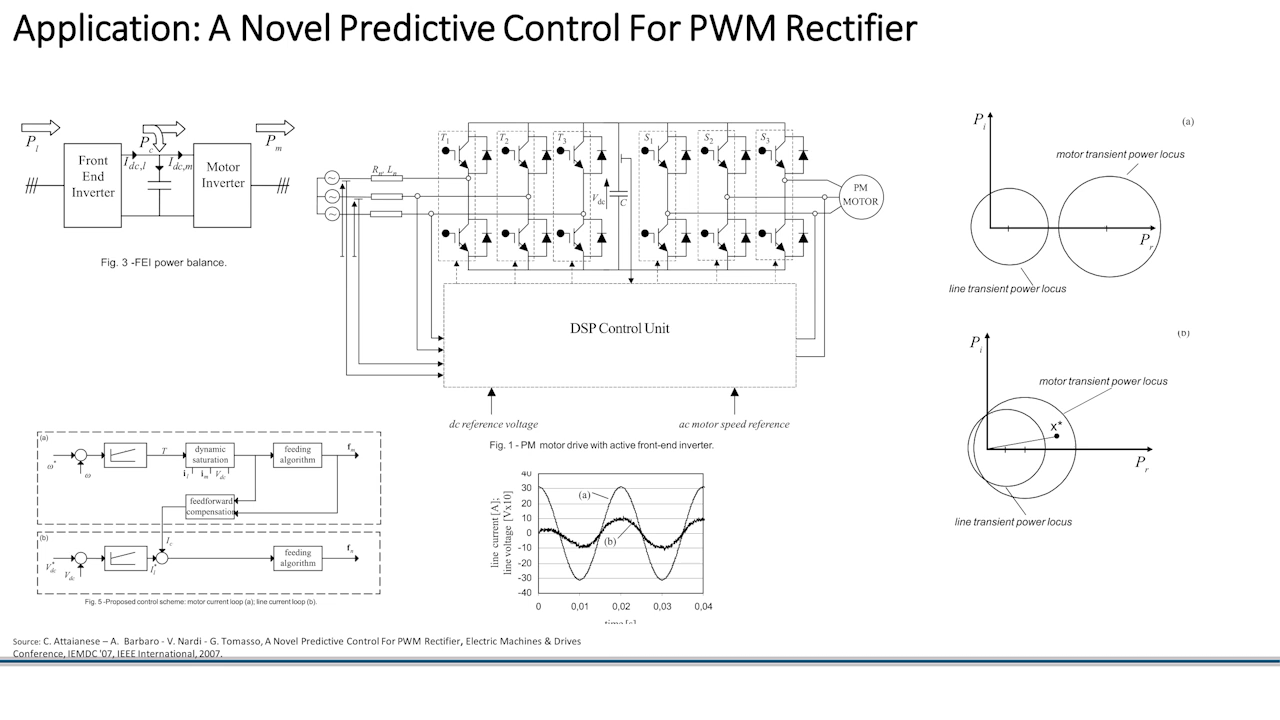 Application: A Novel Predictive Control For PWM Rectifier
P_l
P_c
P_m
I_dc,l
I_dc,m
Front
End
Inverter
Motor
Inverter
Fig. 3 -FEI power balance.
T_1
T_2
T_3
S_1
S_2
S_3
V_dc
C
PM
MOTOR
DSP Control Unit
dc reference voltage
ac motor speed reference
Fig. 1 - PM motor drive with active front-end inverter.
(a)
P_i
motor transient power locus
P_r
line transient power locus
(b)
P_i
motor transient power locus
x*
P_r
line transient power locus
(a)
ω*
ω
T
dynamic
saturation
i_l i_m V_dc
feeding
algorithm
f_m
feedforward
compensation
(b)
V*_dc
V_dc
feeding
algorithm
Fig. 5 -Proposed control scheme: motor current loop (a); line current loop (b).
line current [A];
line voltage [Vx10]
40
30
20
10
0
-10
-20
-30
-40
(a)
(b)
0 0,01 0,02 0,03 0,04
time [s]
Source: C. Attaianese – A. Barbaro - V. Nardi - G. Tomasso, A Novel Predictive Control For PWM Rectifier, Electric Machines & Drives
Conference, IEMDC '07, IEEE International, 2007.